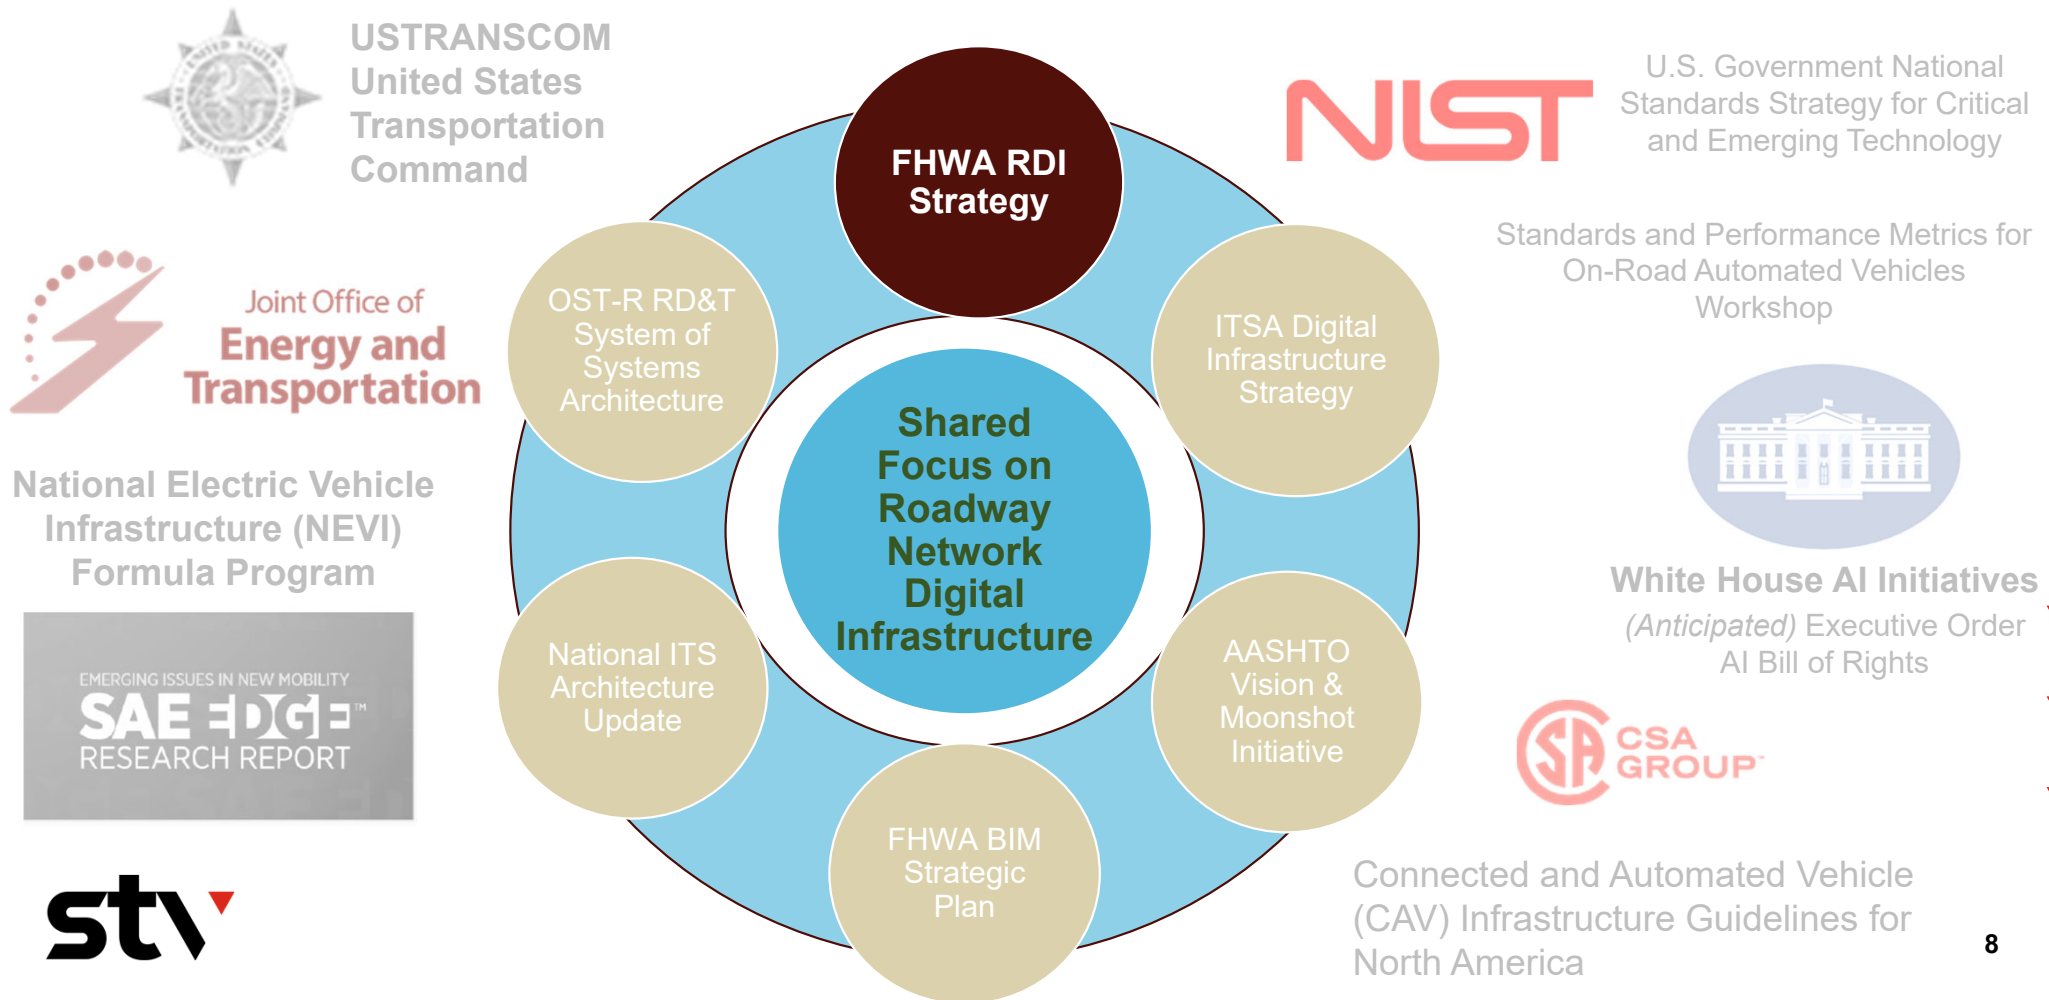 USTRANSCOM
United States
Transportation
Command
Joint Office of
Energy and
Transportation
National Electric Vehicle
Infrastructure (NEVI)
Formula Program
EMERGING ISSUES IN NEW MOBILITY
SAE EDGE™
RESEARCH REPORT
stv
FHWA RDI
Strategy
OST-R RD&T
System of
Systems
Architecture
ITSA Digital
Infrastructure
Strategy
Shared
Focus on
Roadway
Network
Digital
Infrastructure
National ITS
Architecture
Update
AASHTO
Vision &
Moonshot
Initiative
FHWA BIM
Strategic
Plan
NIST
U.S. Government National
Standards Strategy for Critical
and Emerging Technology
Standards and Performance Metrics for
On-Road Automated Vehicles
Workshop
White House AI Initiatives
(Anticipated) Executive Order
AI Bill of Rights
CSA
GROUP™
Connected and Automated Vehicle
(CAV) Infrastructure Guidelines for
North America
8